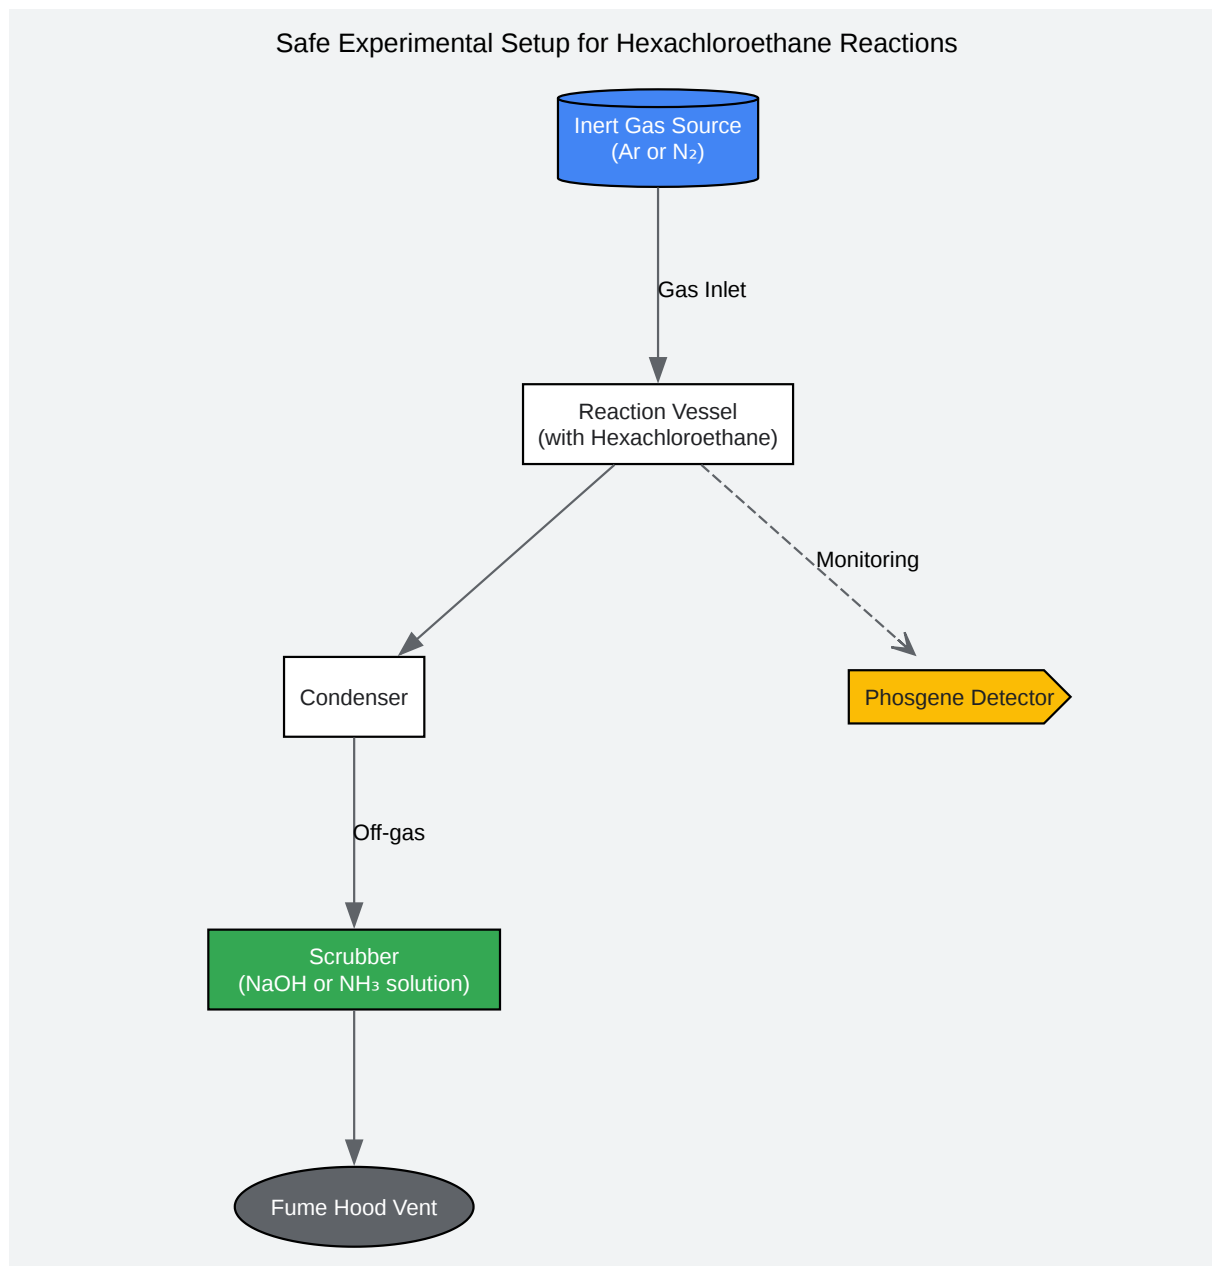 Safe Experimental Setup for Hexachloroethane Reactions
Inert Gas Source
(Ar or N₂)
Gas Inlet
Reaction Vessel
(with Hexachloroethane)
Monitoring
Condenser
Phosgene Detector
Off-gas
Scrubber
(NaOH or NH₃ solution)
Fume Hood Vent